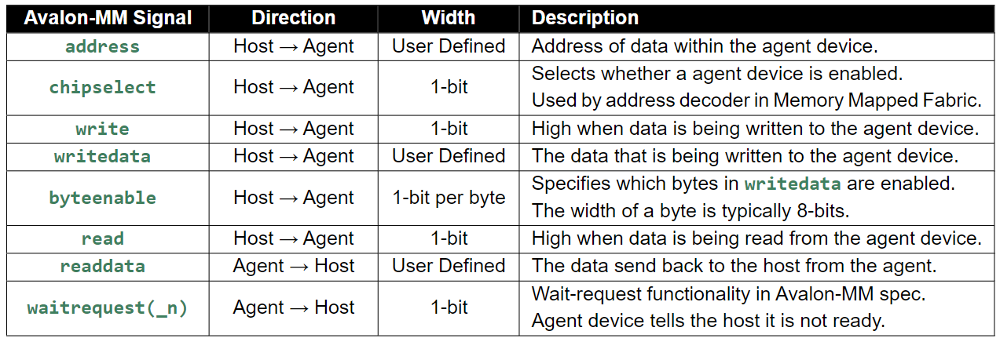 Avalon-MM Signal Direction Width Description
address Host → Agent User Defined Address of data within the agent device.
chipselect Host → Agent 1-bit Selects whether a agent device is enabled.
Used by address decoder in Memory Mapped Fabric.
write Host → Agent 1-bit High when data is being written to the agent device.
writedata Host → Agent User Defined The data that is being written to the agent device.
byteenable Host → Agent 1-bit per byte Specifies which bytes in writedata are enabled.
The width of a byte is typically 8-bits.
read Host → Agent 1-bit High when data is being read from the agent device.
readdata Agent → Host User Defined The data send back to the host from the agent.
waitrequest(_n) Agent → Host 1-bit Wait-request functionality in Avalon-MM spec.
Agent device tells the host it is not ready.